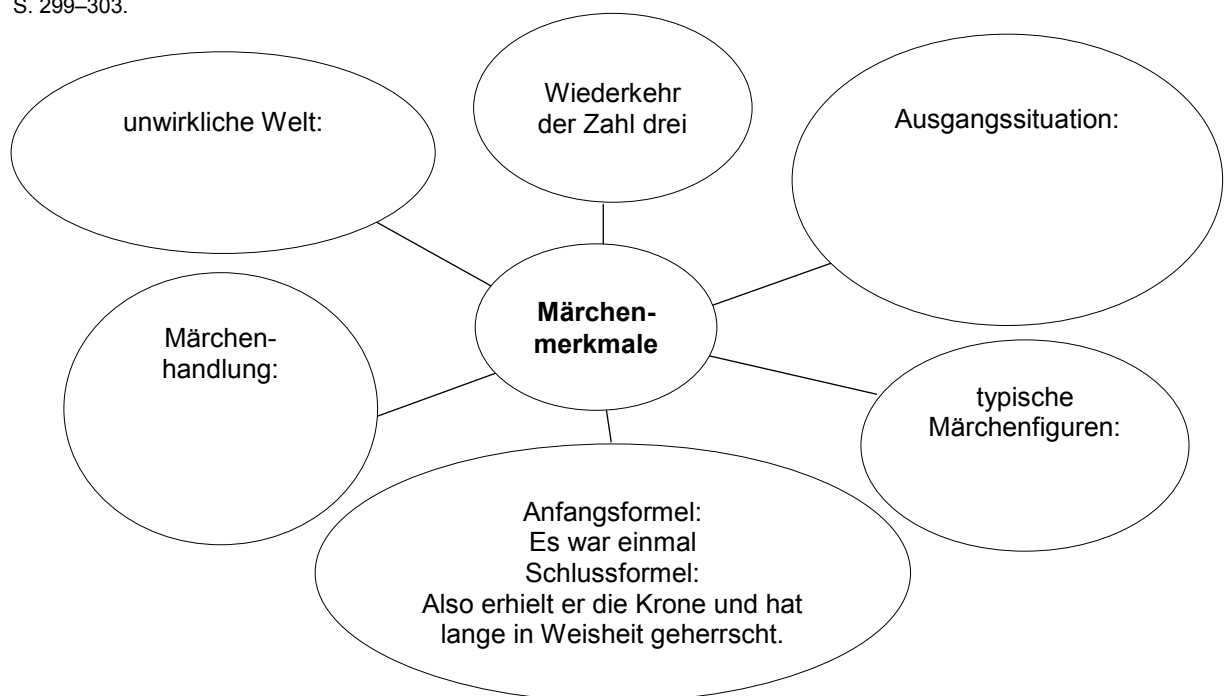 S. 299–303.
unwirkliche Welt:
Wiederkehr
der Zahl drei
Ausgangssituation:
Märchen-
merkmale
Märchen-
handlung:
typische
Märchenfiguren:
Anfangsformel:
Es war einmal
Schlussformel:
Also erhielt er die Krone und hat
lange in Weisheit geherrscht.